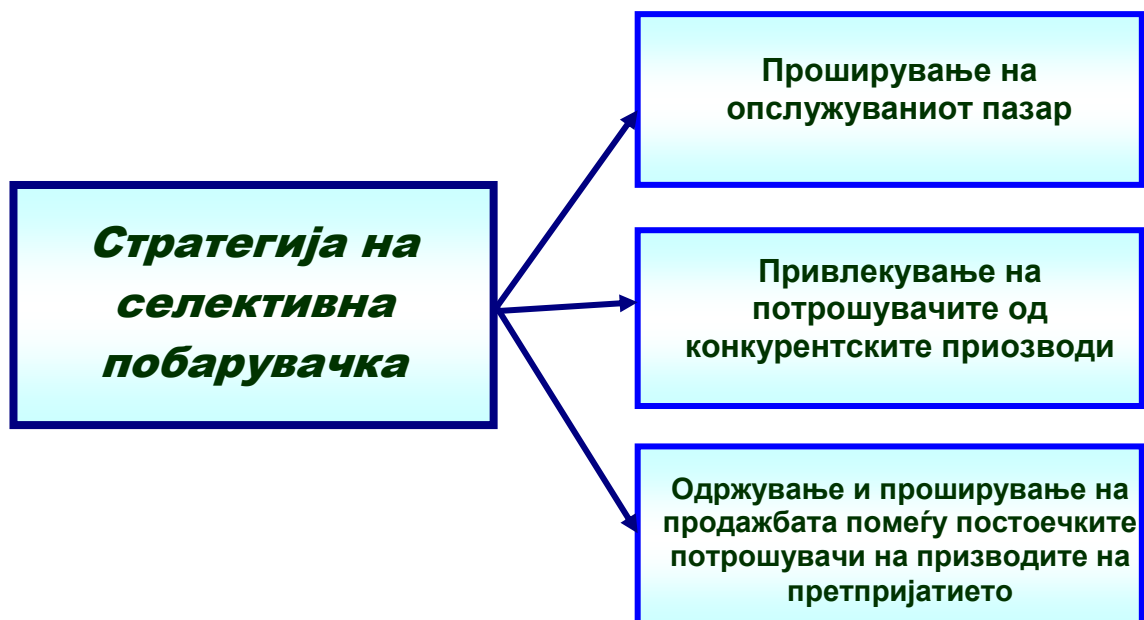 Стратегија на
селективна
побарувачка
Проширување на
опслужуваниот пазар
Привлекување на
потрошувачите од
конкурентските приозводи
Одржување и проширување на
продажбата помеѓу постоечките
потрошувачи на призводите на
претпријатието